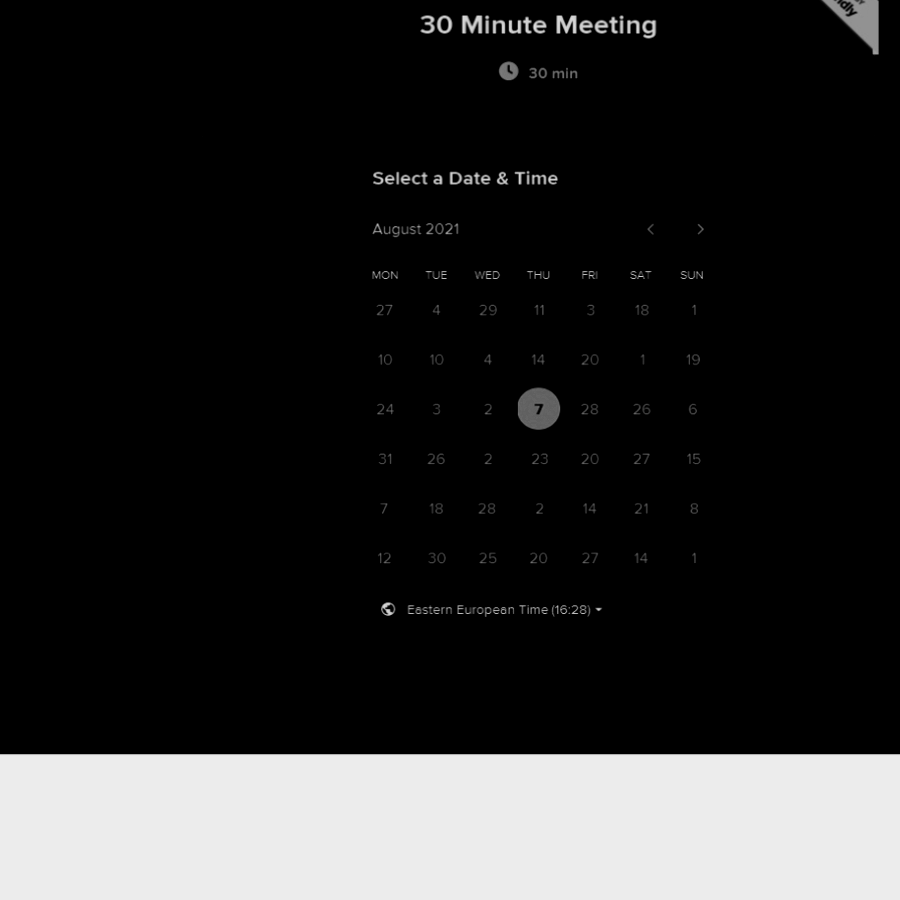 30 Minute Meeting
30 min
Select a Date & Time
August 2021
MON TUE WED THU FRI SAT SUN
27 4 29 11 3 18 1
10 10 4 14 20 1 19
24 3 2 7 28 26 6
31 26 2 23 20 27 15
7 18 28 2 14 21 8
12 30 25 20 27 14 1
Eastern European Time (16:28)